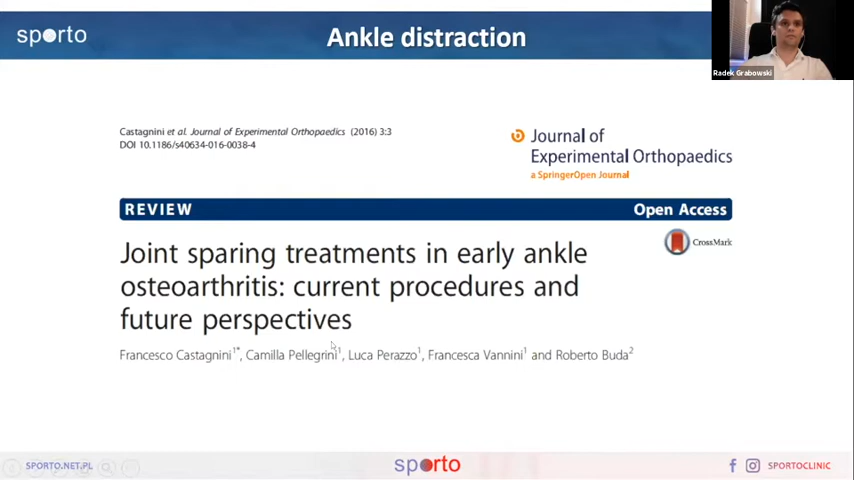 sporto
Ankle distraction
Radek Grabowski
Castagnini et al. Journal of Experimental Orthopaedics (2016) 3:3
DOI 10.1186/s40634-016-0038-4
Journal of
Experimental Orthopaedics
a SpringerOpen Journal
REVIEW
Open Access
CrossMark
Joint sparing treatments in early ankle
osteoarthritis: current procedures and
future perspectives
Francesco Castagnini1*, Camilla Pellegrini1, Luca Perazzo1, Francesca Vannini1 and Roberto Buda2
SPORTO.NET.PL
sporto
SPORTOCLINIC